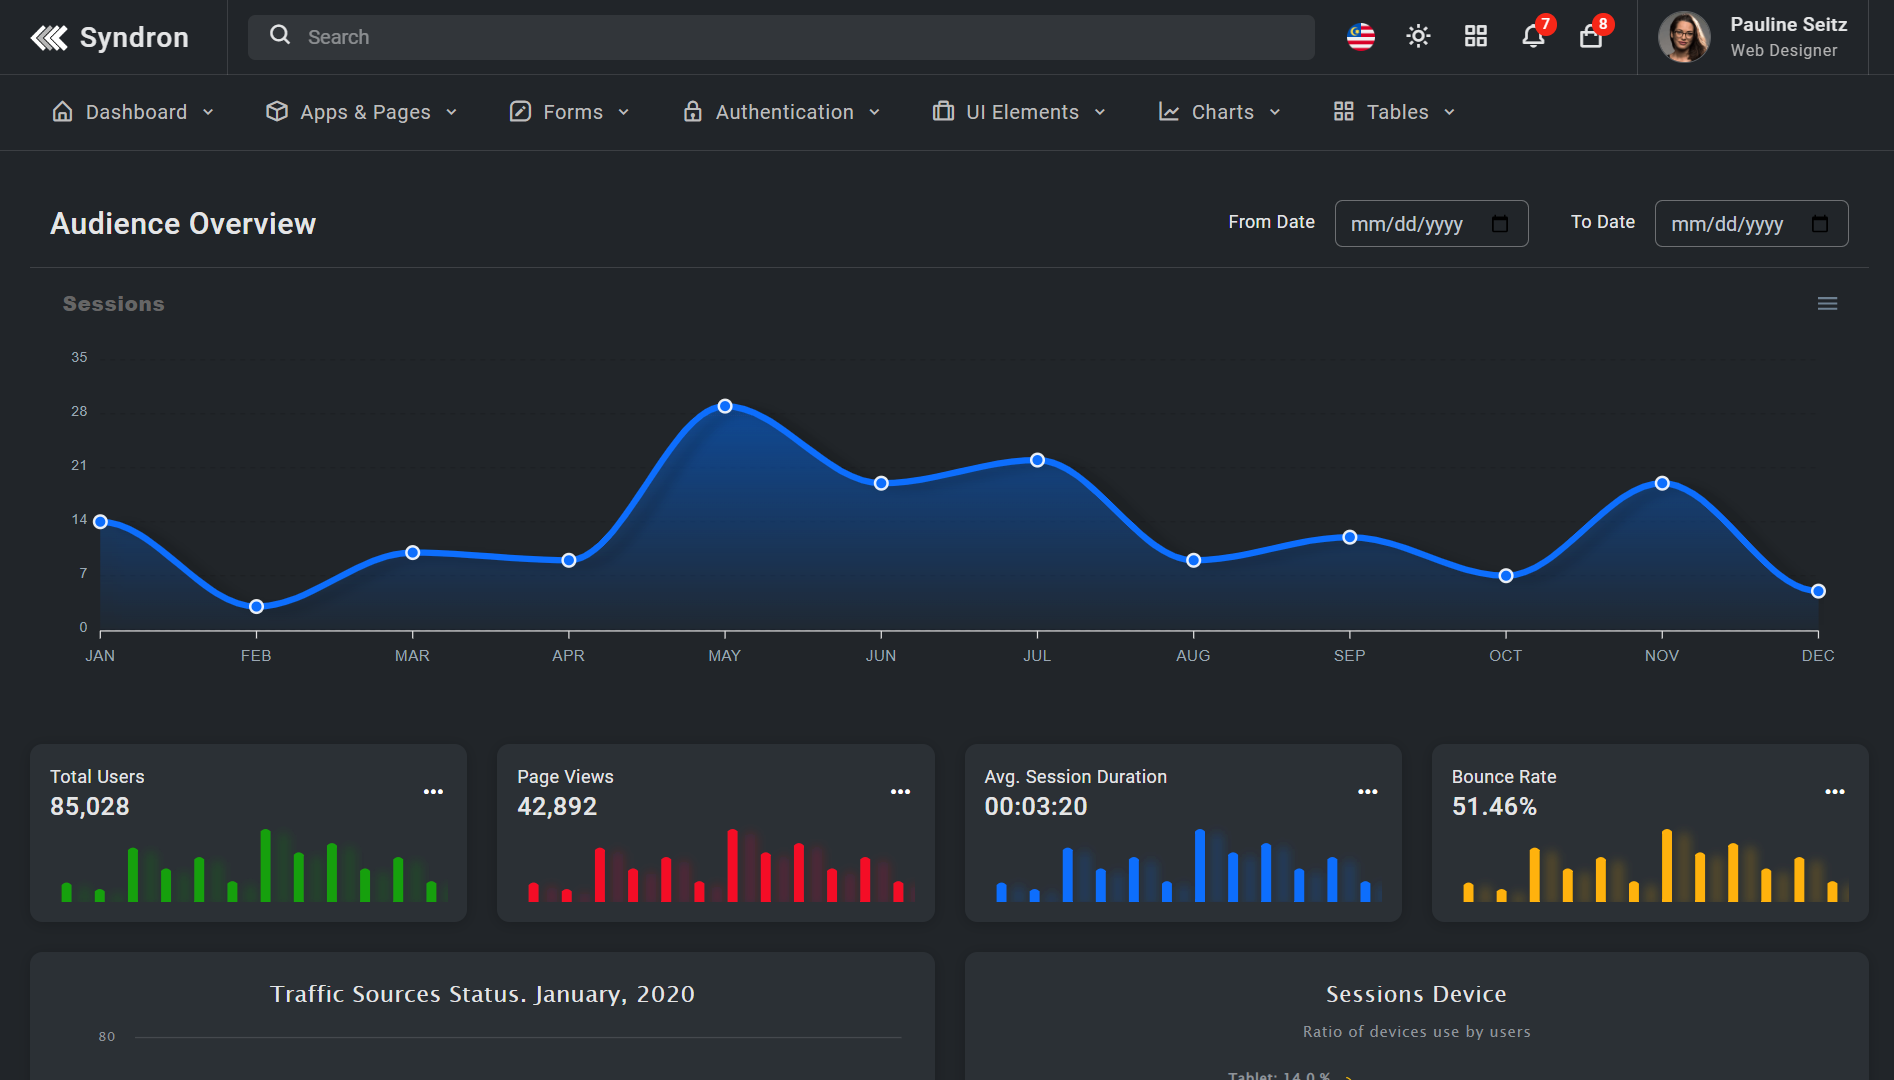 Syndron
Search
7
8
Pauline Seitz
Web Designer
Dashboard
Apps & Pages
Forms
Authentication
UI Elements
Charts
Tables
Audience Overview
From Date
mm/dd/yyyy
To Date
mm/dd/yyyy
Sessions
35
28
21
14
7
0
JAN FEB MAR APR MAY JUN JUL AUG SEP OCT NOV DEC
Total Users
85,028
Page Views
42,892
Avg. Session Duration
00:03:20
Bounce Rate
51.46%
Traffic Sources Status. January, 2020
80
Sessions Device
Ratio of devices use by users
Tablet: 14.0 %